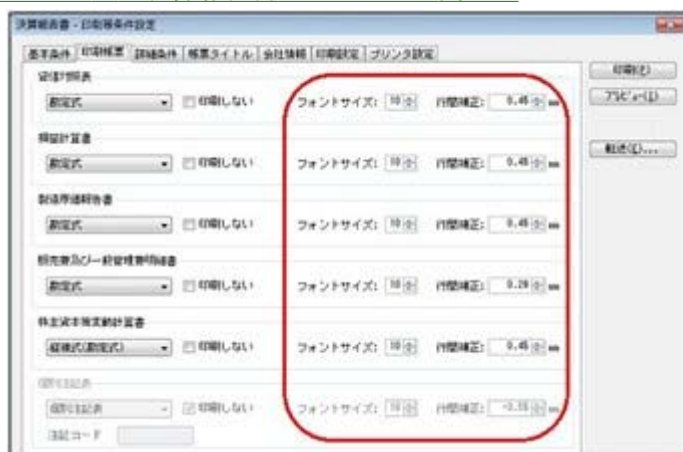 決算報告書 - 印刷等条件設定
基本条件 印刷帳票 詳細条件 帳票タイトル 会社情報 印刷設定 プリンタ設定
印刷(P)
貸借対照表
勘定式 印刷しない フォントサイズ: 10 行間補正: 0.45 mm
損益計算書
勘定式 印刷しない フォントサイズ: 10 行間補正: 0.45 mm
転送(E)...
製造原価報告書
勘定式 印刷しない フォントサイズ: 10 行間補正: 0.45 mm
販売費及び一般管理費明細書
勘定式 印刷しない フォントサイズ: 10 行間補正: 0.29 mm
株主資本等変動計算書
縦様式(勘定式) 印刷しない フォントサイズ: 10 行間補正: 0.45 mm
個別注記表
個別注記表 印刷しない フォントサイズ: 10 行間補正:
注記コード